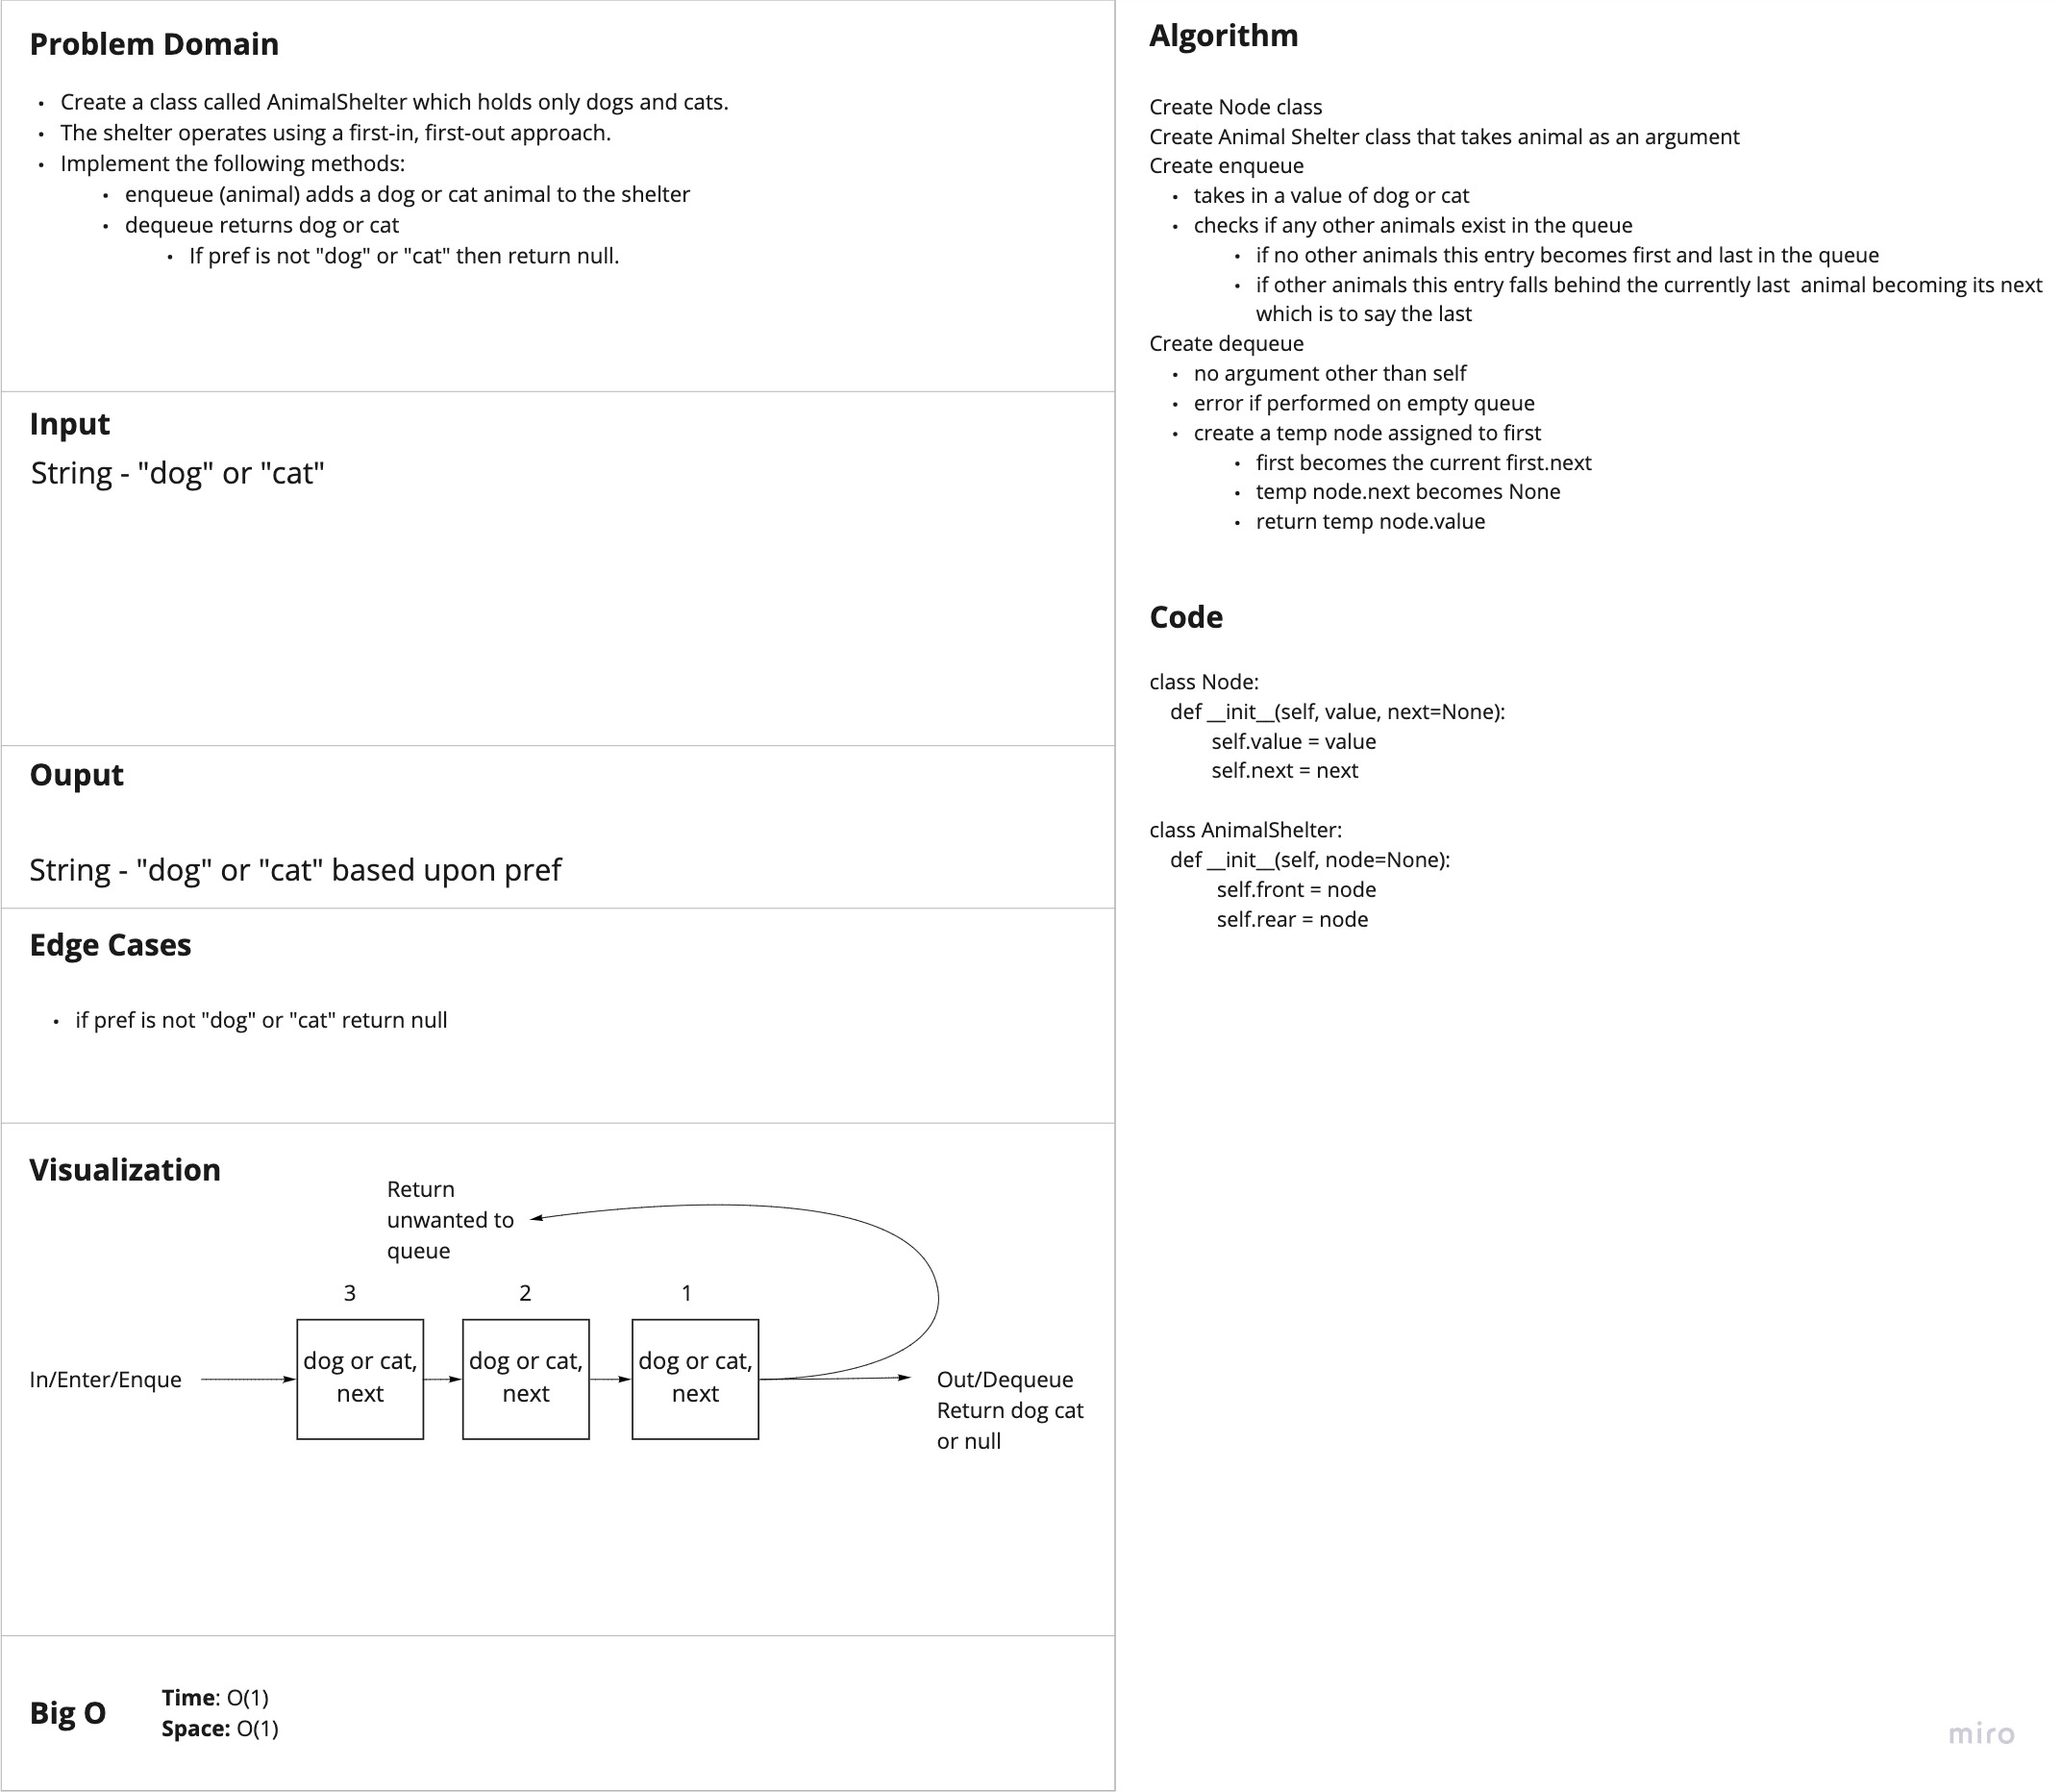 Problem Domain
• Create a class called AnimalShelter which holds only dogs and cats.
• The shelter operates using a first-in, first-out approach.
• Implement the following methods:
• enqueue (animal) adds a dog or cat animal to the shelter
• dequeue returns dog or cat
• If pref is not "dog" or "cat" then return null.
Input
String - "dog" or "cat"
Ouput
String - "dog" or "cat" based upon pref
Edge Cases
• if pref is not "dog" or "cat" return null
Visualization
Return
unwanted to
queue
3
2
1
In/Enter/Enque
dog or cat,
next
dog or cat,
next
dog or cat,
next
Out/Dequeue
Return dog cat
or null
Big O
Time: O(1)
Space: O(1)
Algorithm
Create Node class
Create Animal Shelter class that takes animal as an argument
Create enqueue
• takes in a value of dog or cat
• checks if any other animals exist in the queue
• if no other animals this entry becomes first and last in the queue
• if other animals this entry falls behind the currently last  animal becoming its next
which is to say the last
Create dequeue
• no argument other than self
• error if performed on empty queue
• create a temp node assigned to first
• first becomes the current first.next
• temp node.next becomes None
• return temp node.value
Code
class Node:
def __init__(self, value, next=None):
self.value = value
self.next = next
class AnimalShelter:
def __init__(self, node=None):
self.front = node
self.rear = node
miro